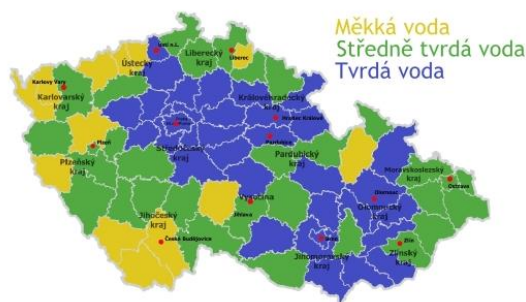 Měkká voda
Středně tvrdá voda
Tvrdá voda
Ústí n.L.
Liberecký
kraj
Liberec
Ústecký
kraj
Karlovy Vary
Karlovarský
kraj
Královéhradecký
kraj
Hradec Králové
Pardubice
Plzeň
Plzeňský
kraj
Středočeský
kraj
Pardubický
kraj
Moravskoslezský
kraj
Ostrava
Vysočina
Jihlava
Olomouc
Olomoucký
kraj
Jihočeský
kraj
České Budějovice
Brno
Jihomoravský
kraj
Zlín
Zlínský
kraj